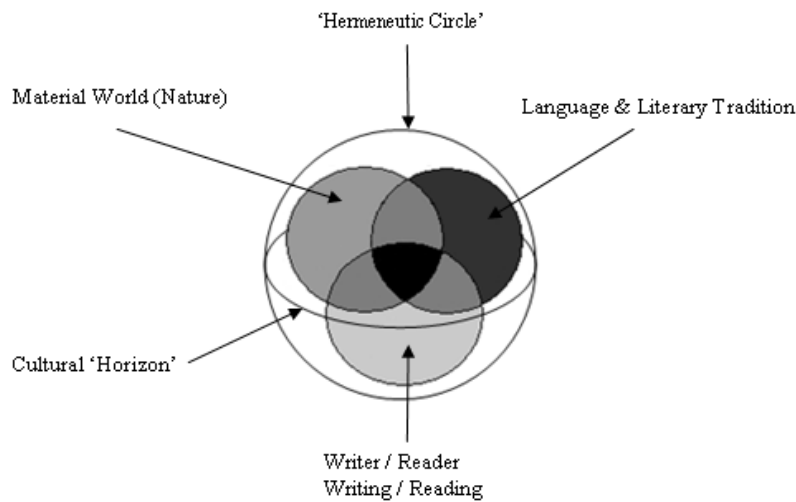 ‘Hermeneutic Circle’
Material World (Nature)
Language & Literary Tradition
Cultural ‘Horizon’
Writer / Reader
Writing / Reading